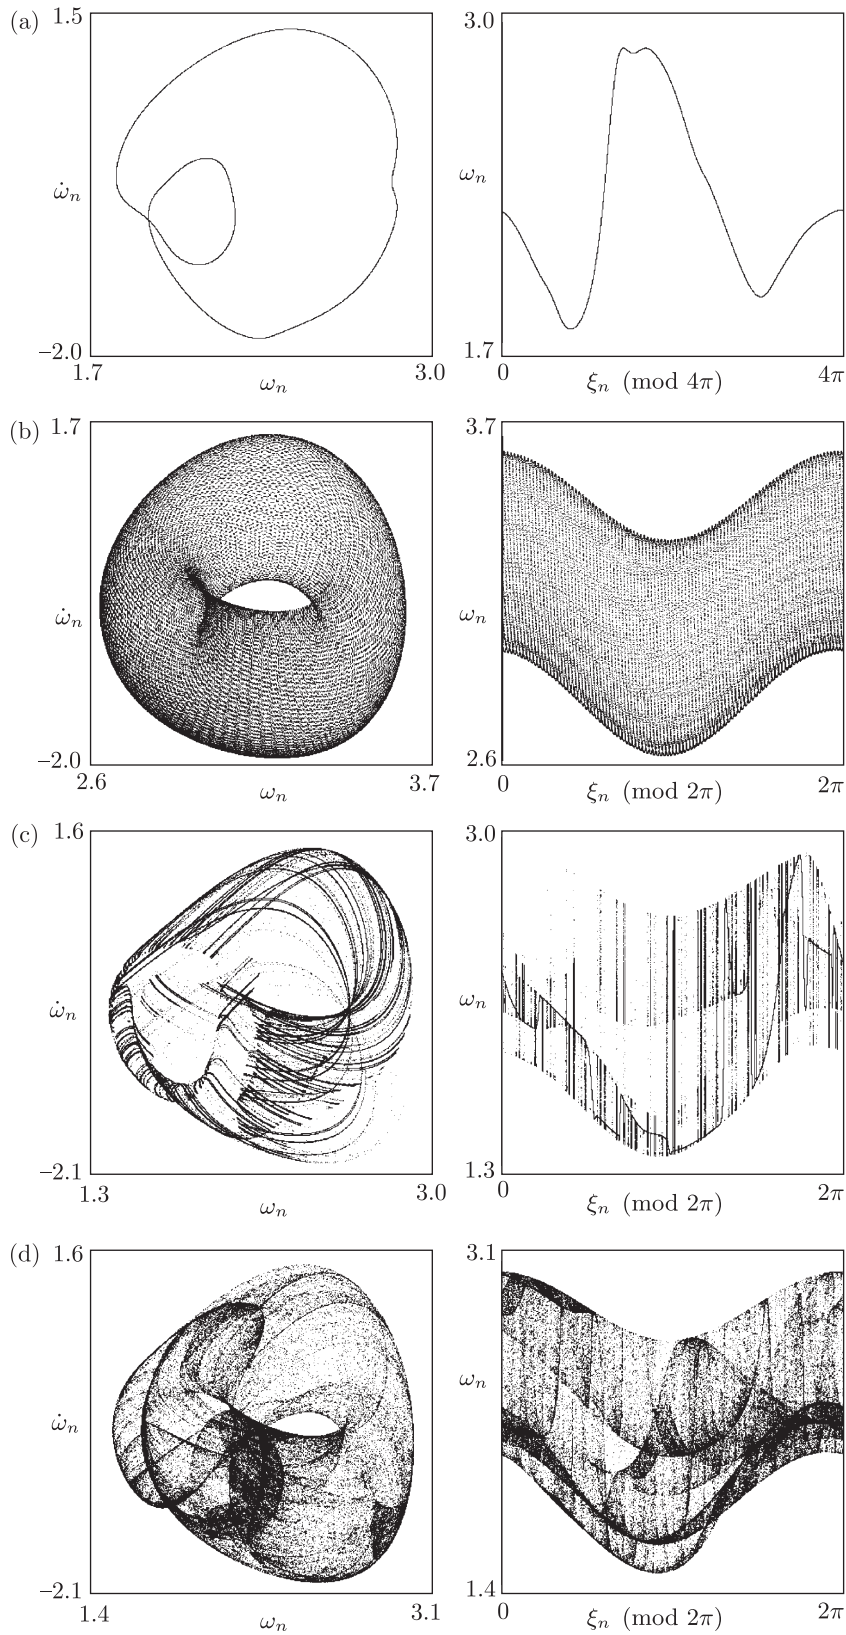 (a) 1.5 3.0
ω̇ₙ ωₙ
−2.0 1.7
1.7 3.0 0 4π
ωₙ ξₙ (mod 4π)
(b) 1.7 3.7
ω̇ₙ ωₙ
−2.0 2.6
2.6 3.7 0 2π
ωₙ ξₙ (mod 2π)
(c) 1.6 3.0
ω̇ₙ ωₙ
−2.1 1.3
1.3 3.0 0 2π
ωₙ ξₙ (mod 2π)
(d) 1.6 3.1
ω̇ₙ ωₙ
−2.1 1.4
1.4 3.1 0 2π
ωₙ ξₙ (mod 2π)